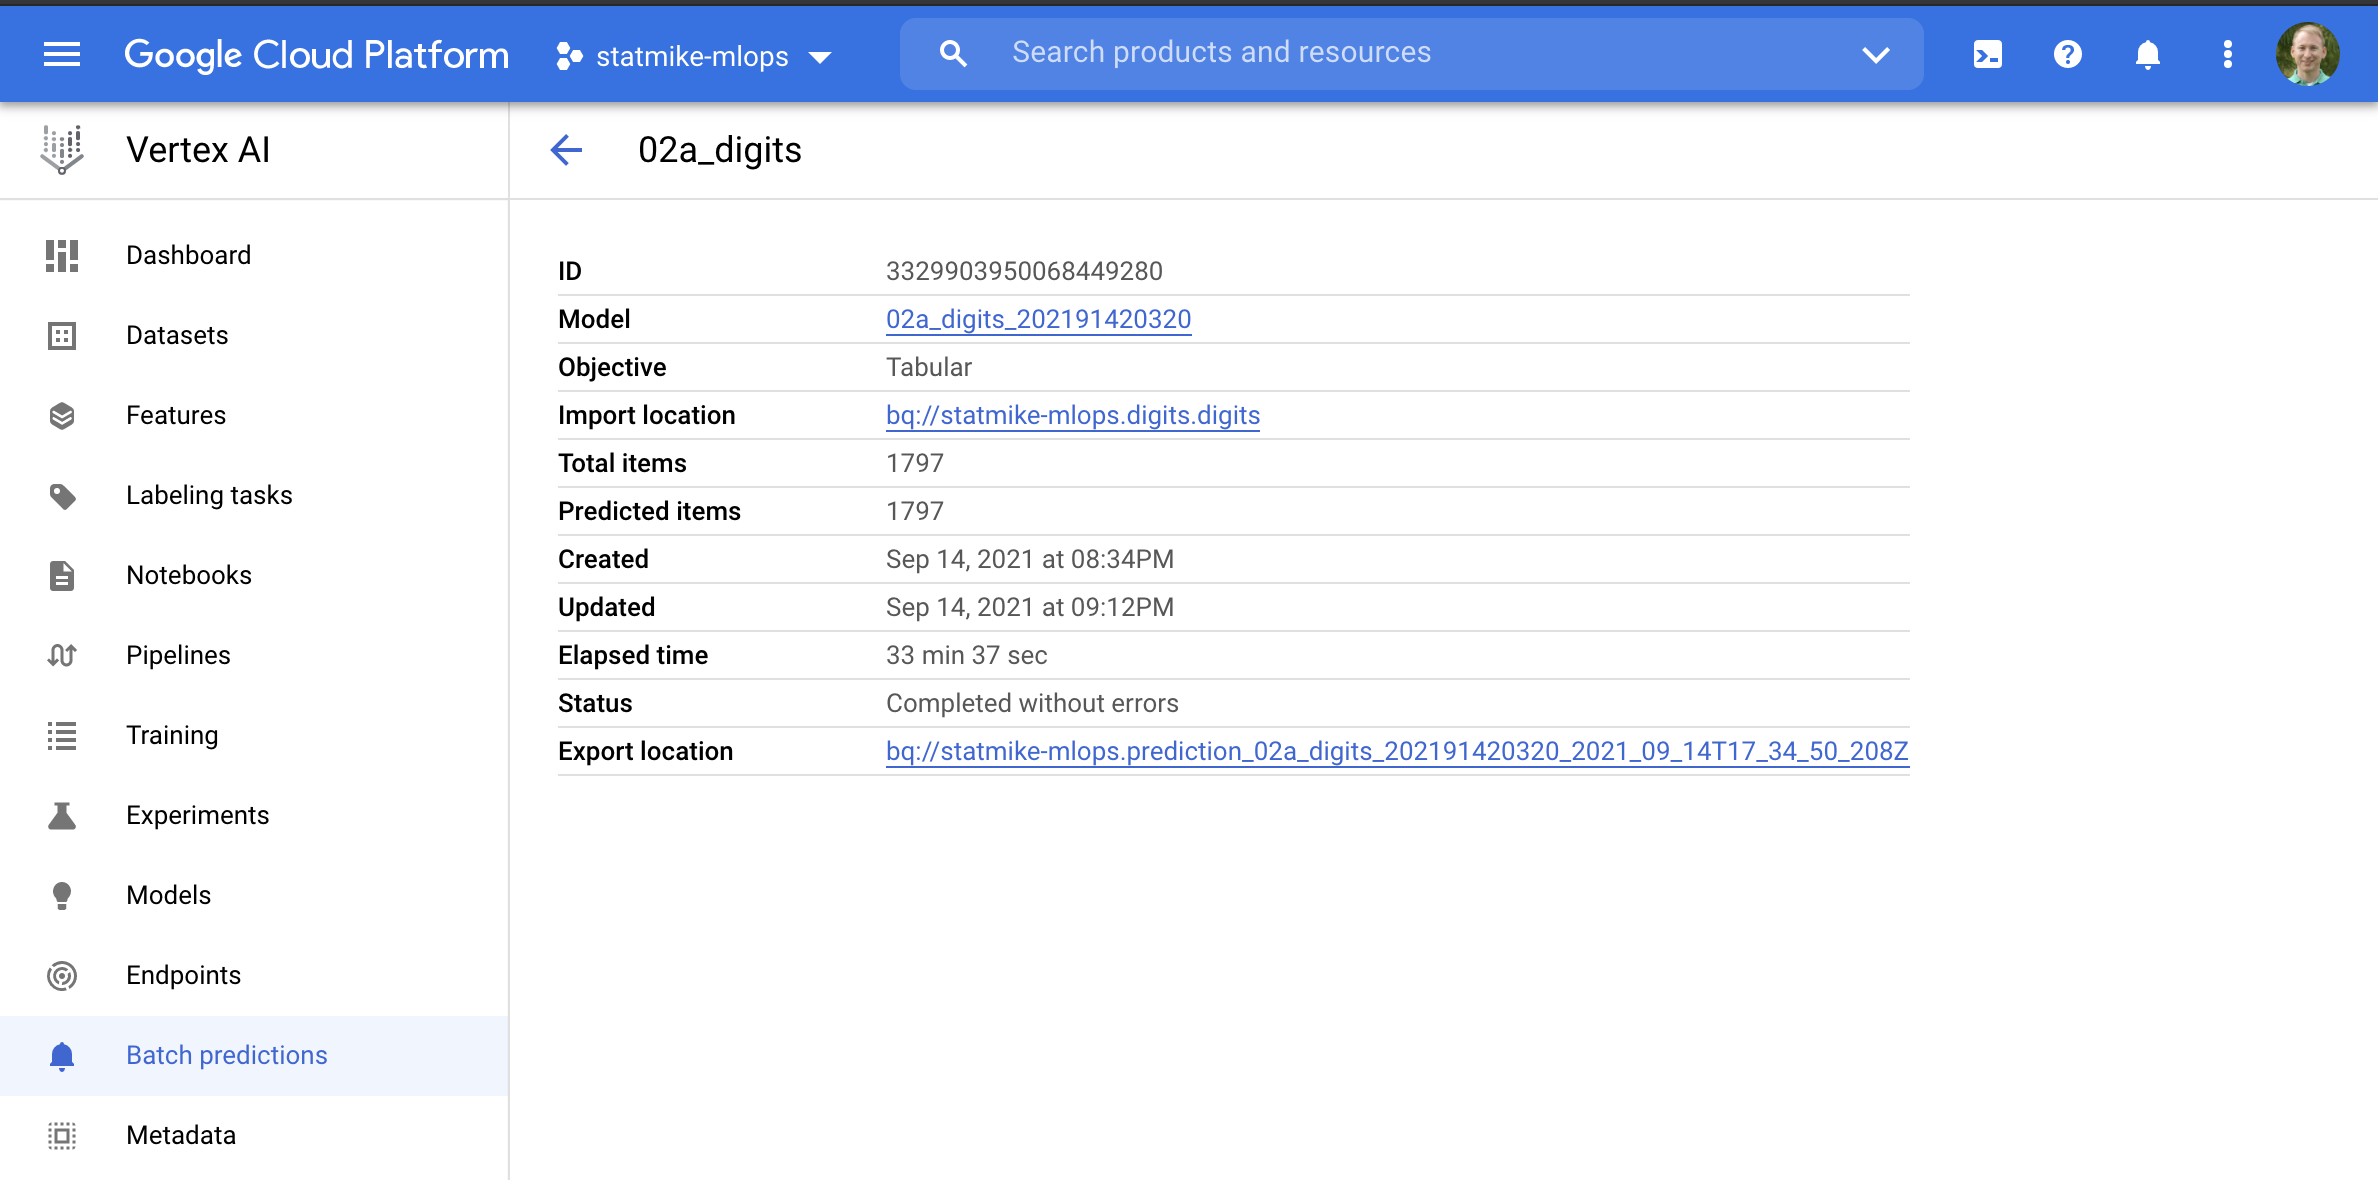 Google Cloud Platform statmike-mlops Search products and resources
Vertex AI
02a_digits
Dashboard
Datasets
Features
Labeling tasks
Notebooks
Pipelines
Training
Experiments
Models
Endpoints
Batch predictions
Metadata
ID 3329903950068449280
Model 02a_digits_202191420320
Objective Tabular
Import location bq://statmike-mlops.digits.digits
Total items 1797
Predicted items 1797
Created Sep 14, 2021 at 08:34PM
Updated Sep 14, 2021 at 09:12PM
Elapsed time 33 min 37 sec
Status Completed without errors
Export location bq://statmike-mlops.prediction_02a_digits_202191420320_2021_09_14T17_34_50_208Z